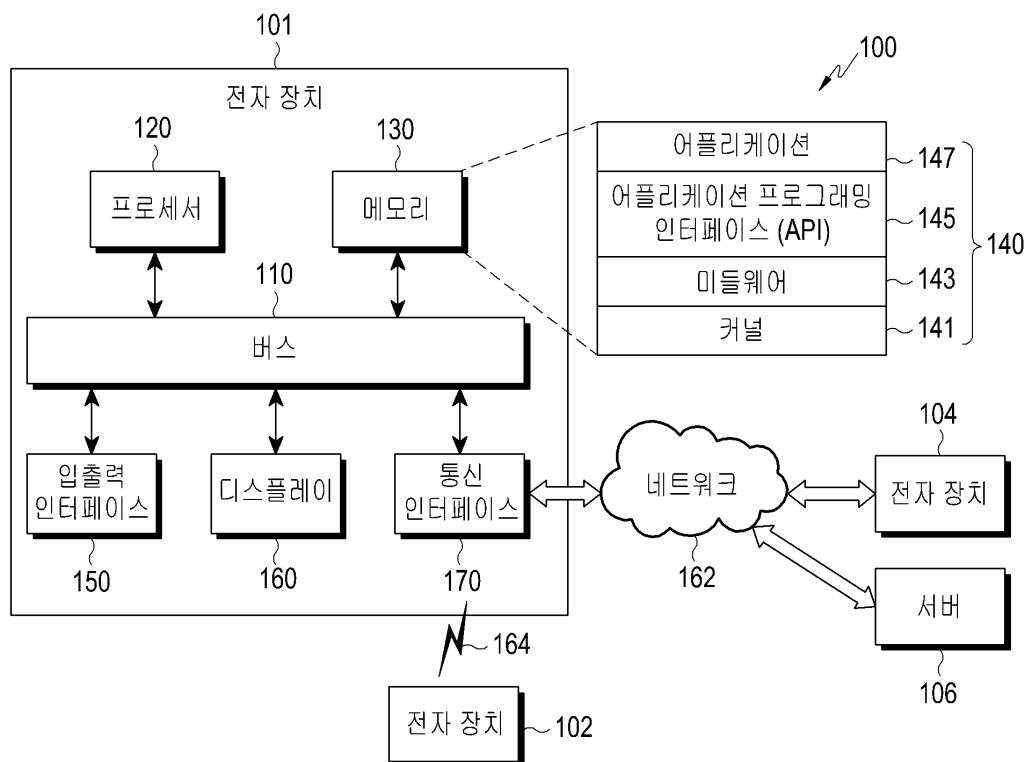 101
전자 장치
100
120
130
프로세서
메모리
어플리케이션
147
어플리케이션 프로그래밍
인터페이스 (API)
145
140
미들웨어
143
커널
141
110
버스
입출력
인터페이스
디스플레이
통신
인터페이스
150
160
170
네트워크
162
104
전자 장치
서버
106
164
전자 장치
102